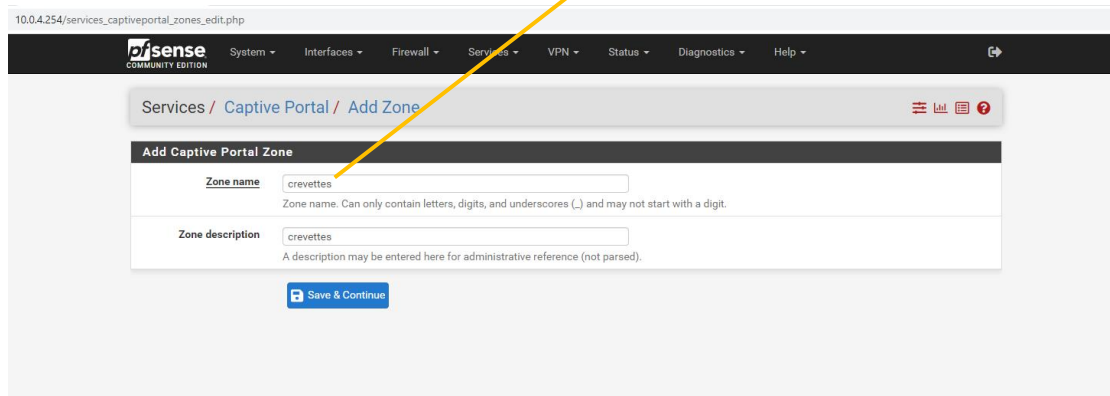 10.0.4.254/services_captiveportal_zones_edit.php
pfsense System Interfaces Firewall Services VPN Status Diagnostics Help
COMMUNITY EDITION
Services / Captive Portal / Add Zone
Add Captive Portal Zone
Zone name crevettes
Zone name. Can only contain letters, digits, and underscores (_) and may not start with a digit.
Zone description crevettes
A description may be entered here for administrative reference (not parsed).
Save & Continue